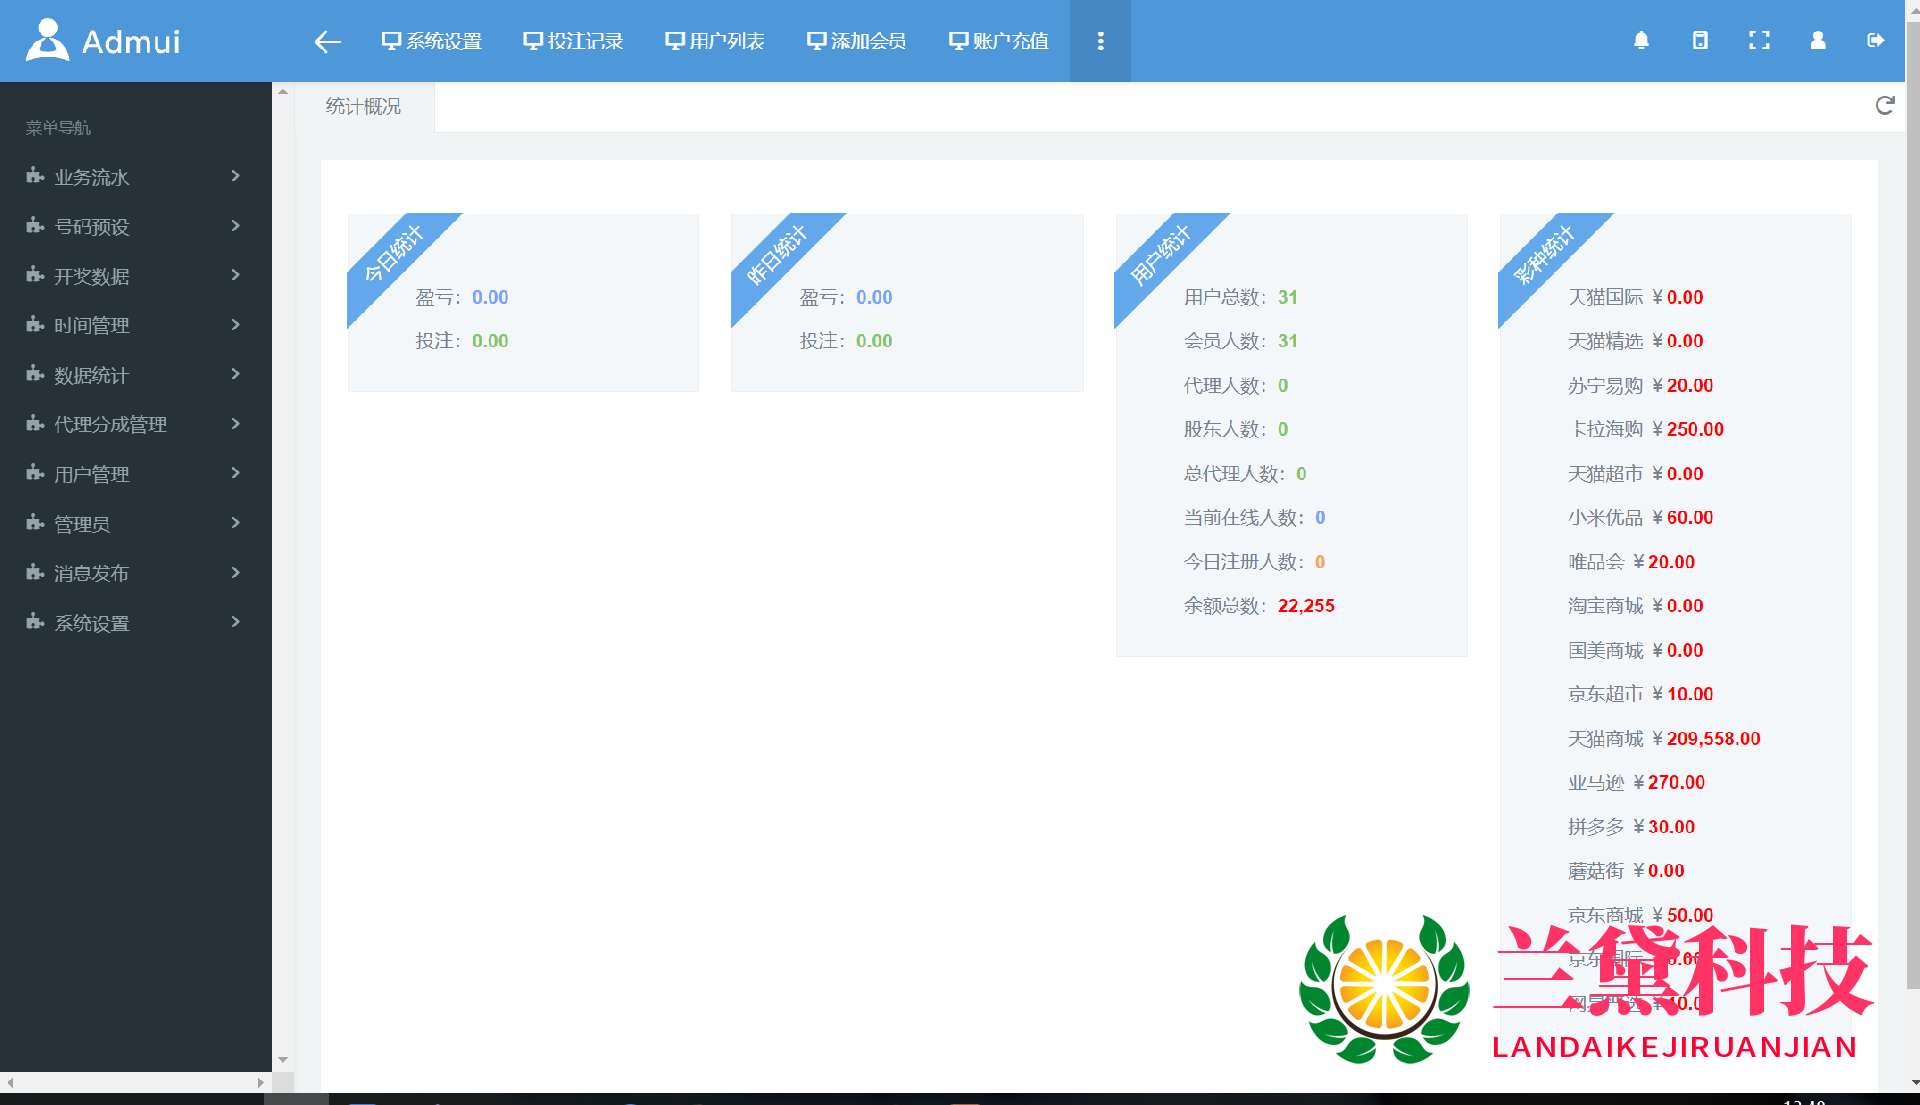 Admui
系统设置 投注记录 用户列表 添加会员 账户充值
统计概况
菜单导航
业务流水
号码预设
开奖数据
时间管理
数据统计
代理分成管理
用户管理
管理员
消息发布
系统设置
今日统计
盈亏：0.00
投注：0.00
昨日统计
盈亏：0.00
投注：0.00
用户统计
用户总数：31
会员人数：31
代理人数：0
股东人数：0
总代理人数：0
当前在线人数：0
今日注册人数：0
余额总数：22,255
彩种统计
天猫国际 ¥0.00
天猫精选 ¥0.00
苏宁易购 ¥20.00
卡拉海购 ¥250.00
天猫超市 ¥0.00
小米优品 ¥60.00
唯品会 ¥20.00
淘宝商城 ¥0.00
国美商城 ¥0.00
京东超市 ¥10.00
天猫商城 ¥209,558.00
亚马逊 ¥270.00
拼多多 ¥30.00
蘑菇街 ¥0.00
京东商城 ¥50.00
兰黛科技
LANDAIKEJIRUANJIAN